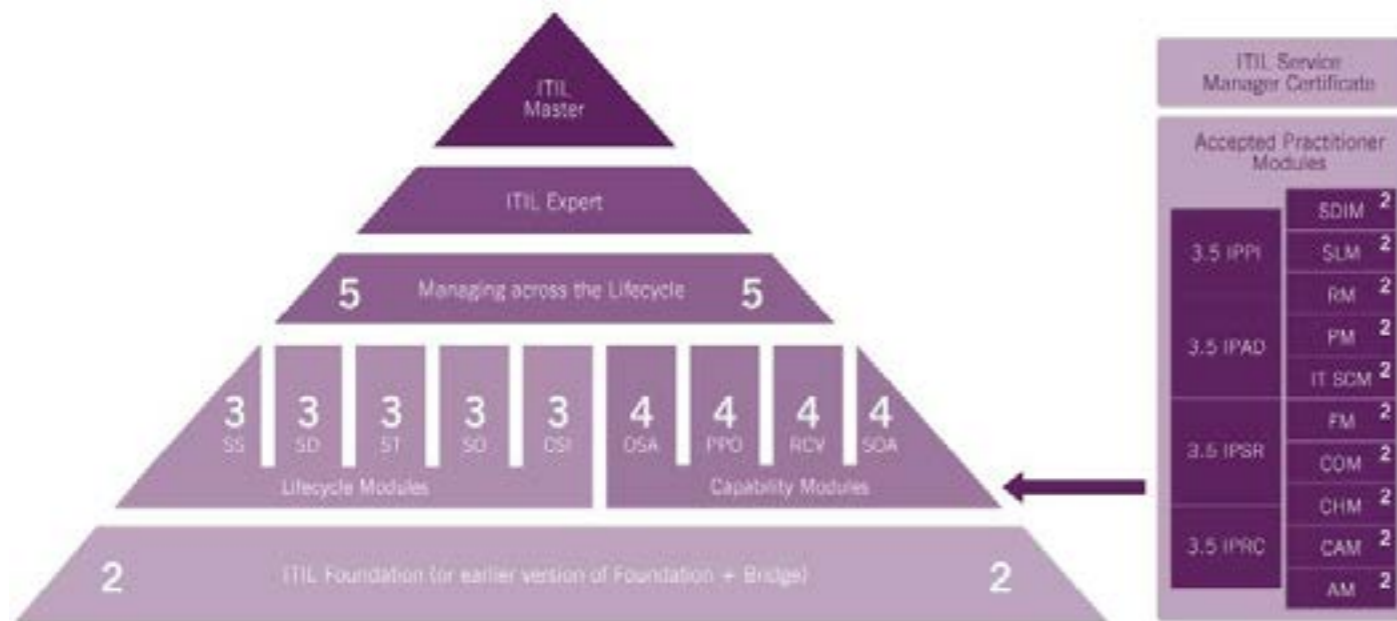 ITIL
Master
ITIL Expert
5 Managing across the Lifecycle 5
3 3 3 3 3 4 4 4 4
SS SD ST SO CSI OSA PPO RCV SOA
Lifecycle Modules Capability Modules
2 ITIL Foundation (or earlier version of Foundation + Bridge) 2
ITIL Service
Manager Certificate
Accepted Practitioner
Modules
3.5 IPPI
3.5 IPAD
3.5 IPSR
3.5 IPRC
SDIM 2
SLM 2
RM 2
PM 2
IT SCM 2
FM 2
COM 2
CHM 2
CAM 2
AM 2